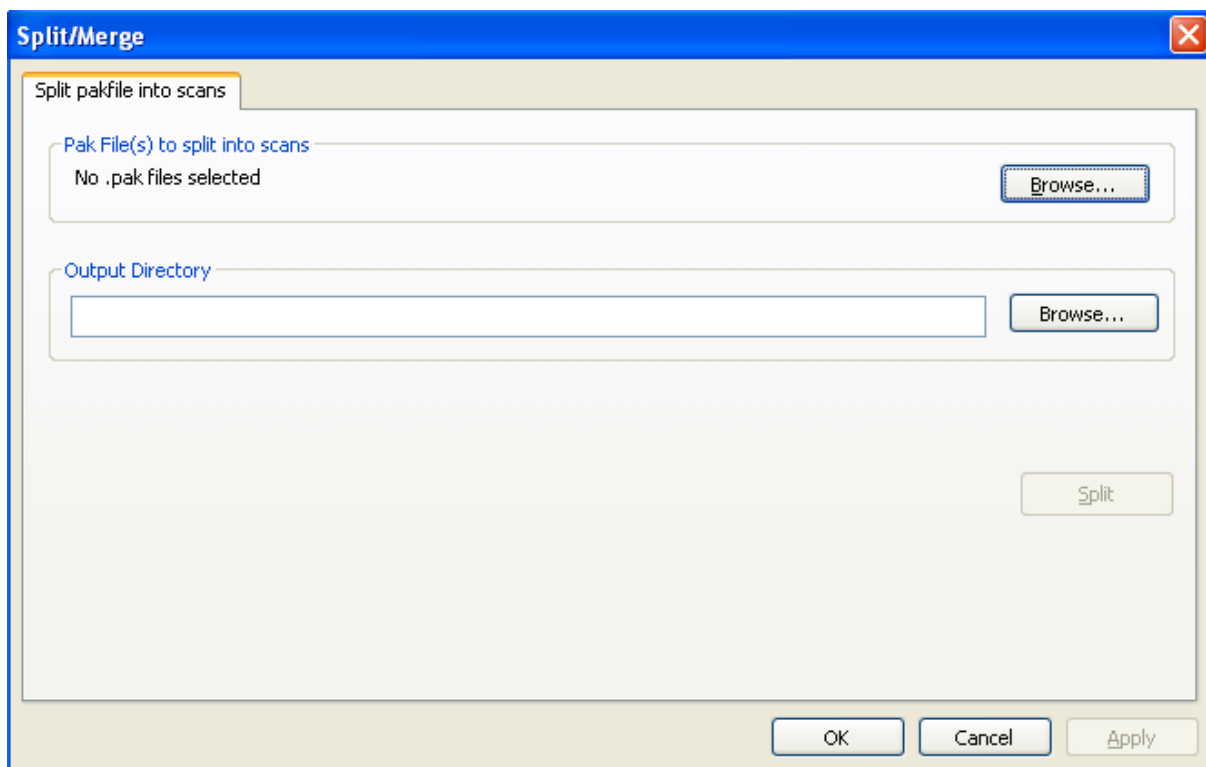 Split/Merge
Split pakfile into scans
Pak File(s) to split into scans
No .pak files selected
Browse...
Output Directory
Browse...
Split
OK Cancel Apply